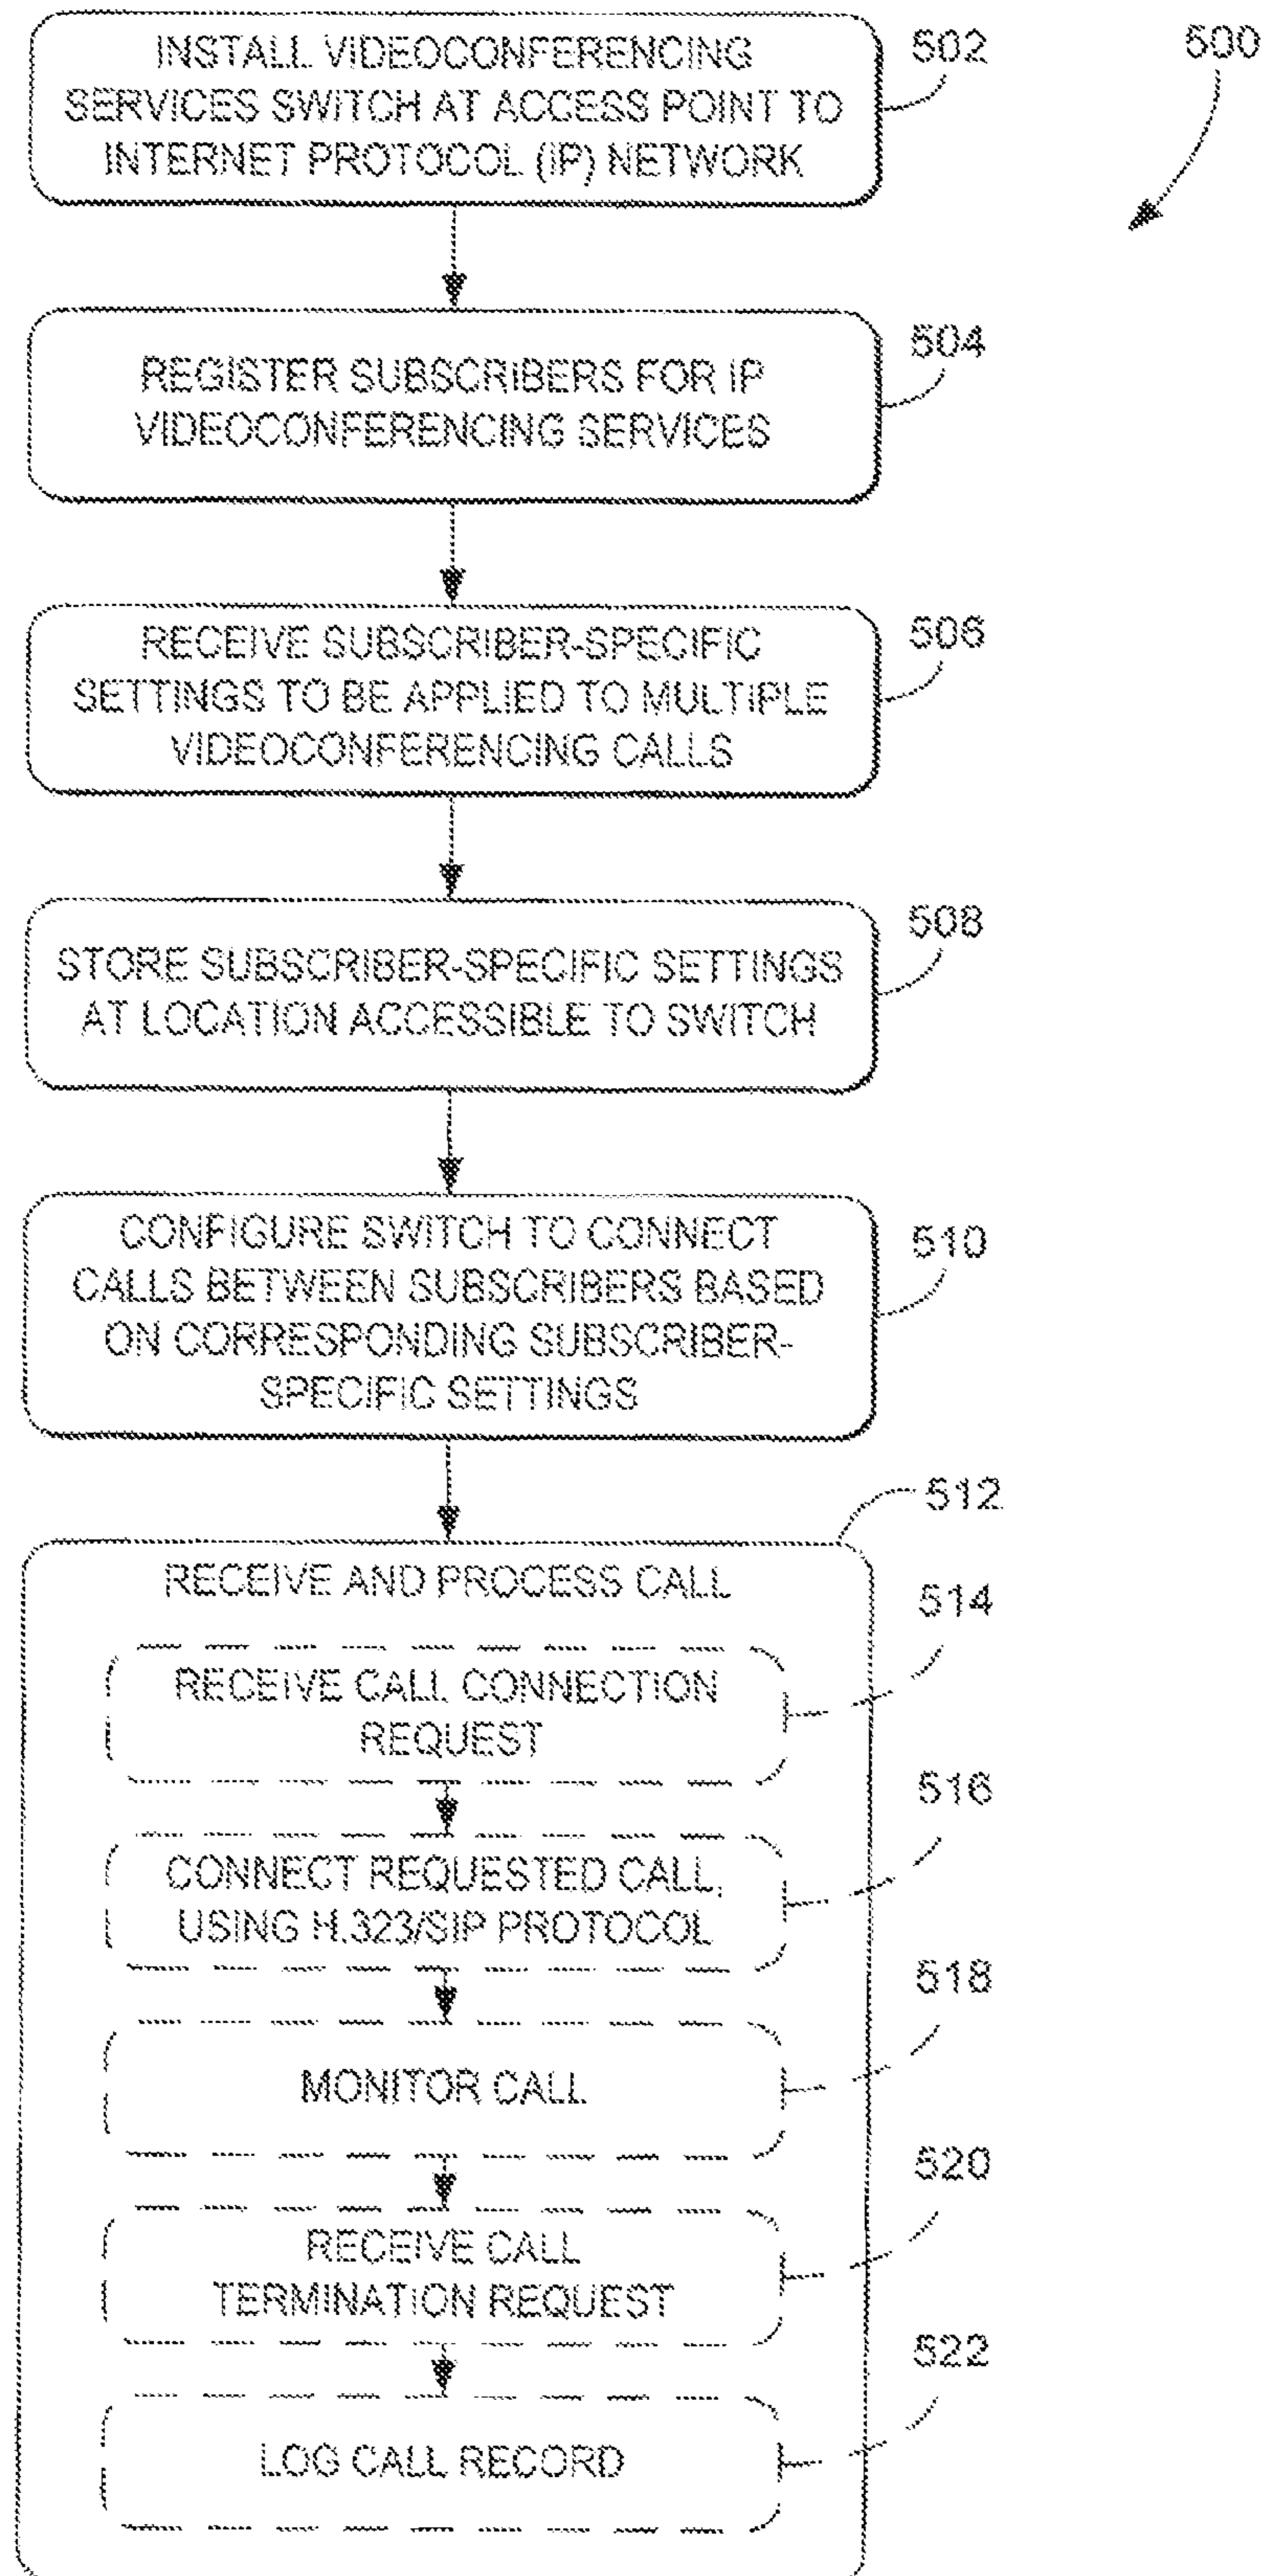 500
INSTALL VIDEOCONFERENCING
SERVICES SWITCH AT ACCESS POINT TO
INTERNET PROTOCOL (IP) NETWORK
502
REGISTER SUBSCRIBERS FOR IP
VIDEOCONFERENCING SERVICES
504
RECEIVE SUBSCRIBER-SPECIFIC
SETTINGS TO BE APPLIED TO MULTIPLE
VIDEOCONFERENCING CALLS
506
STORE SUBSCRIBER-SPECIFIC SETTINGS
AT LOCATION ACCESSIBLE TO SWITCH
508
CONFIGURE SWITCH TO CONNECT
CALLS BETWEEN SUBSCRIBERS BASED
ON CORRESPONDING SUBSCRIBER-
SPECIFIC SETTINGS
510
RECEIVE AND PROCESS CALL
512
RECEIVE CALL CONNECTION
REQUEST
514
CONNECT REQUESTED CALL,
USING H.323/SIP PROTOCOL
516
MONITOR CALL
518
RECEIVE CALL
TERMINATION REQUEST
520
LOG CALL RECORD
522